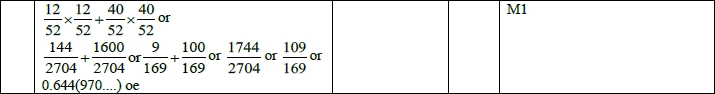 12/52 × 12/52 + 40/52 × 40/52 or M1
144/2704 + 1600/2704 or 9/169 + 100/169 or 1744/2704 or 109/169 or
0.644(970....) oe